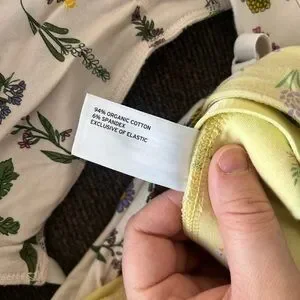 94% ORGANIC COTTON
6% SPANDEX
EXCLUSIVE OF ELASTIC